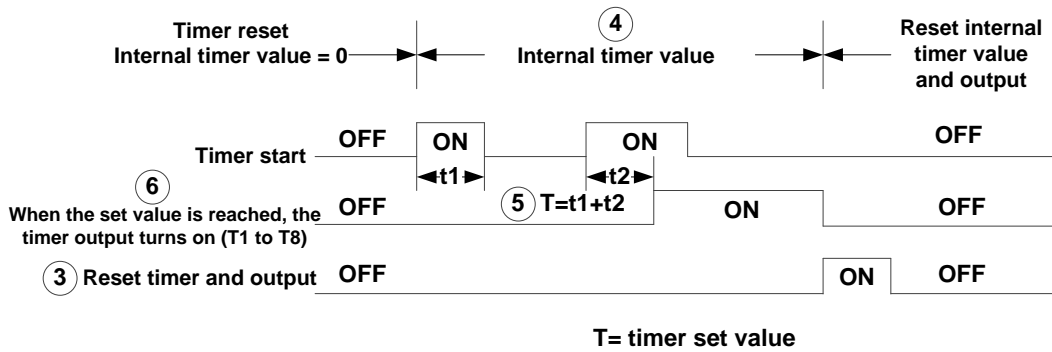 Timer reset
Internal timer value = 0
4
Internal timer value
Reset internal
timer value
and output
Timer start
OFF
ON
ON
OFF
t1
t2
6
When the set value is reached, the
timer output turns on (T1 to T8)
OFF
5 T=t1+t2
ON
OFF
3 Reset timer and output
OFF
ON
OFF
T= timer set value